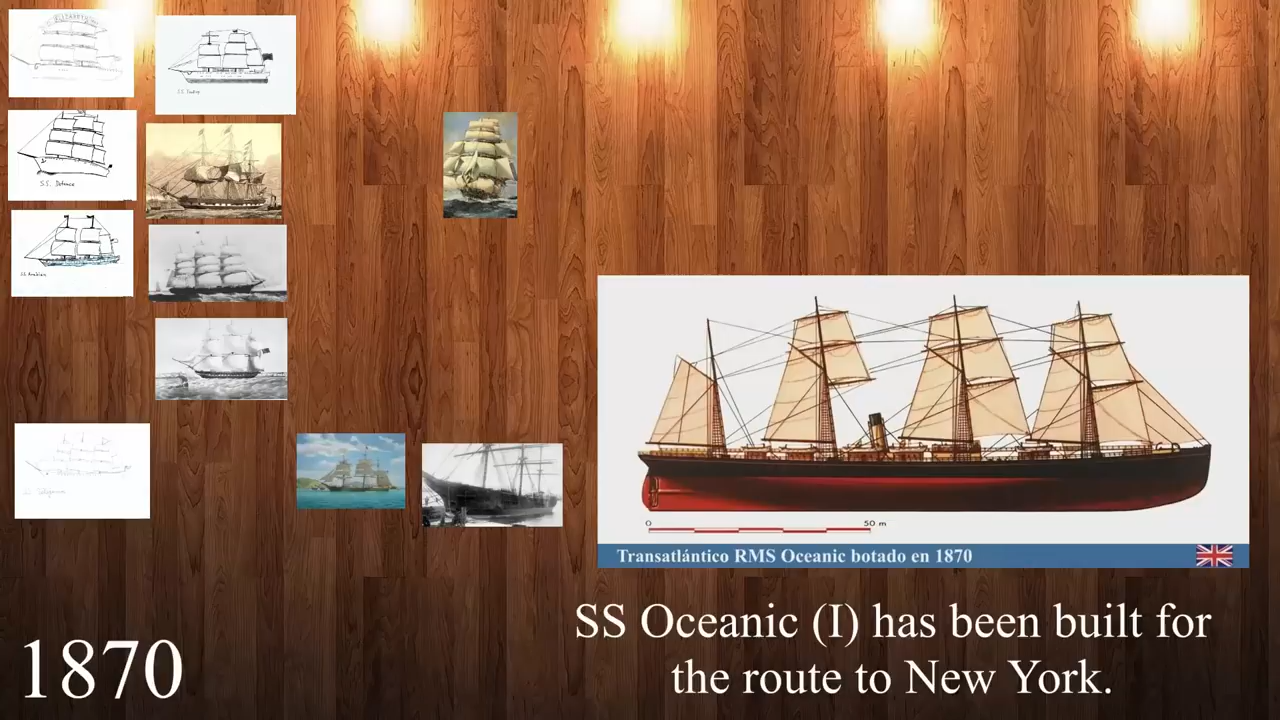 S.S. Defence
Transatlántico RMS Oceanic botado en 1870
0
50 m
SS Oceanic (I) has been built for
the route to New York.
1870